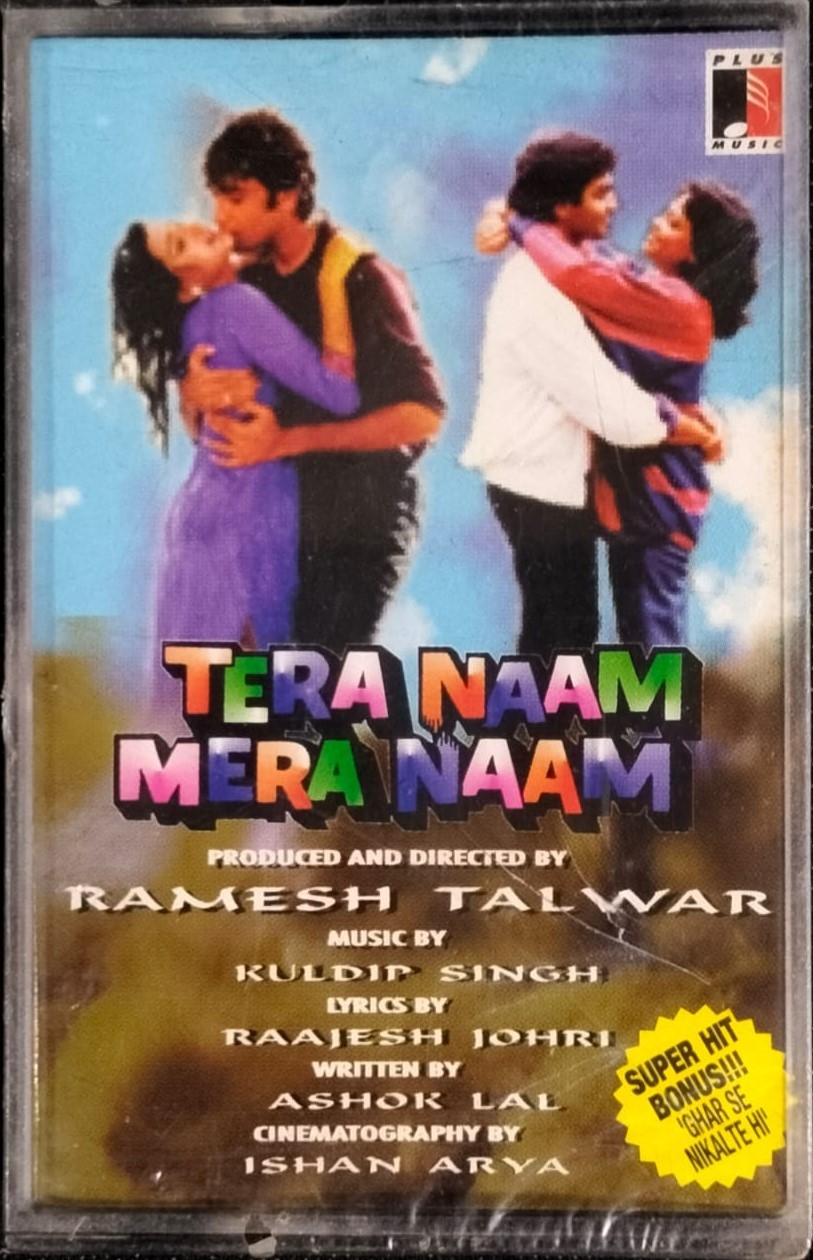 PLUS
MUSIC
TERA NAAM
MERA NAAM
PRODUCED AND DIRECTED BY
RAMESH TALWAR
MUSIC BY
KULDIP SINGH
LYRICS BY
RAAJESH JOHRI
WRITTEN BY
ASHOK LAL
CINEMATOGRAPHY BY
ISHAN ARYA
SUPER HIT
BONUS!!!
'GHAR SE
NIKALTE HI'